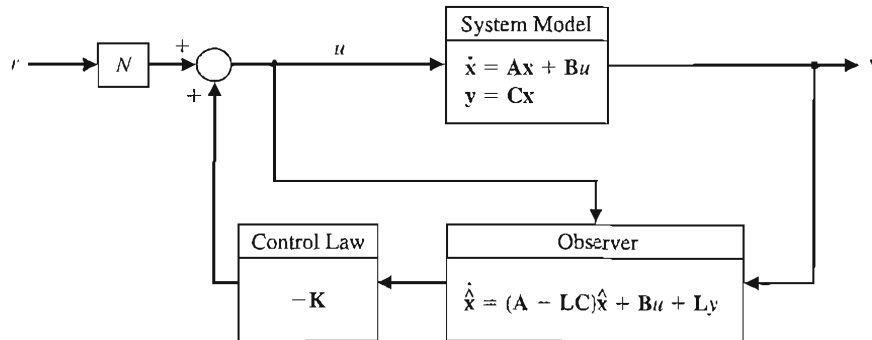 System Model
r
N
+
+
u
ẋ = Ax + Bu
y = Cx
Control Law
−K
Observer
x̂̇ = (A − LC)x̂ + Bu + Ly